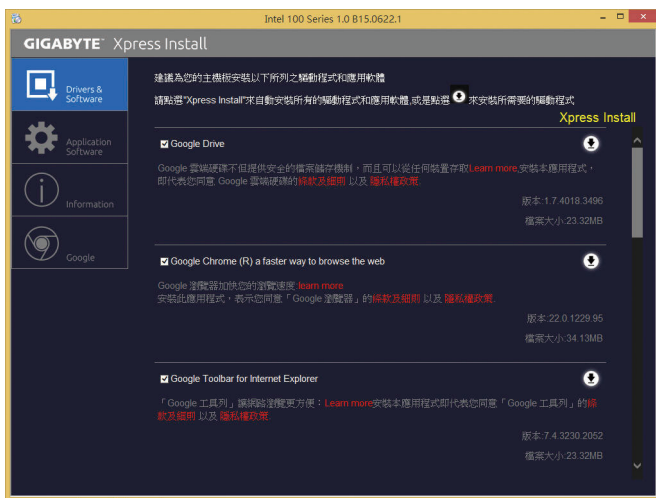 Intel 100 Series 1.0 B15.0622.1
GIGABYTE™ Xpress Install
Drivers &
Software
Application
Software
Information
Google
建議為您的主機板安裝以下所列之驅動程式和應用軟體
請點選"Xpress Install"來自動安裝所有的驅動程式和應用軟體,或是點選 來安裝所需要的驅動程式
Xpress Install
Google Drive
Google 雲端硬碟不但提供安全的檔案儲存機制，而且可以從任何裝置存取Learn more,安裝本應用程式，
即代表您同意 Google 雲端硬碟的條款及細則 以及 隱私權政策.
版本:1.7.4018.3496
檔案大小:23.32MB
Google Chrome (R) a faster way to browse the web
Google 瀏覽器加快您的瀏覽速度:learn more
安裝此應用程式，表示您同意「Google 瀏覽器」的條款及細則 以及 隱私權政策.
版本:22.0.1229.95
檔案大小:34.13MB
Google Toolbar for Internet Explorer
「Google 工具列」讓網路瀏覽更方便：Learn more安裝本應用程式即代表您同意「Google 工具列」的條
款及細則 以及 隱私權政策.
版本:7.4.3230.2052
檔案大小:23.32MB